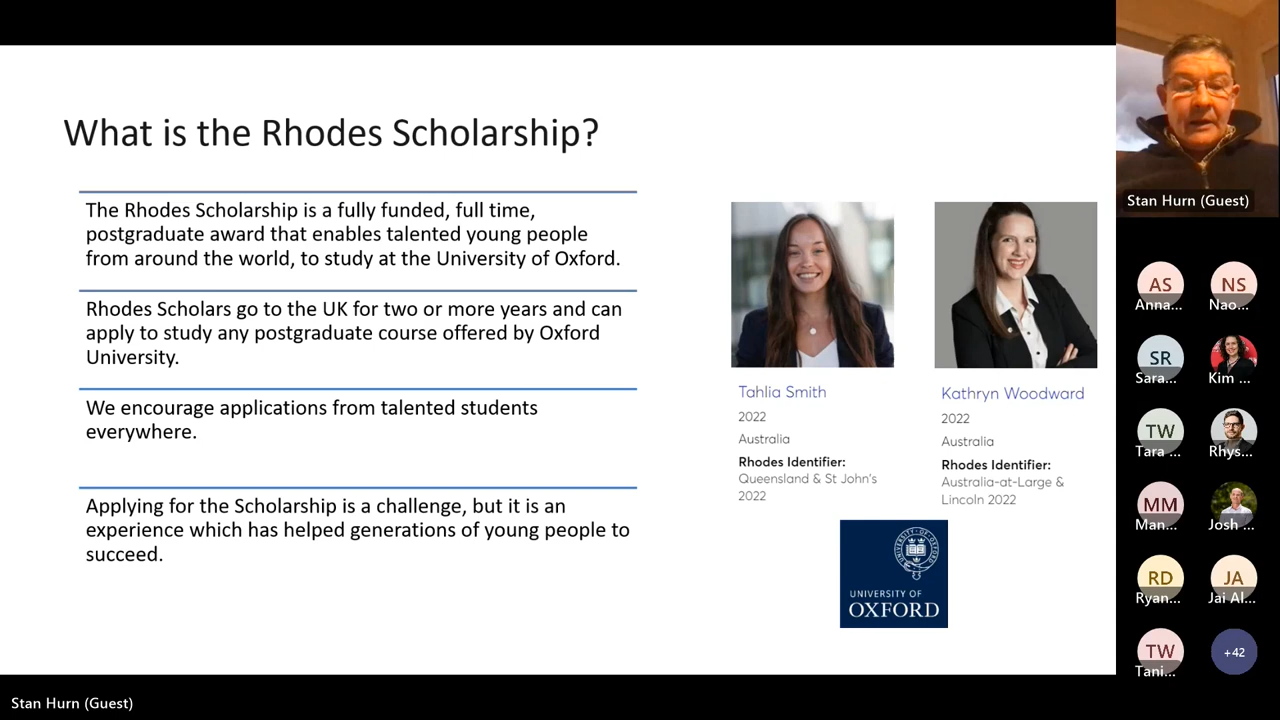 What is the Rhodes Scholarship?
The Rhodes Scholarship is a fully funded, full time,
postgraduate award that enables talented young people
from around the world, to study at the University of Oxford.
Rhodes Scholars go to the UK for two or more years and can
apply to study any postgraduate course offered by Oxford
University.
We encourage applications from talented students
everywhere.
Applying for the Scholarship is a challenge, but it is an
experience which has helped generations of young people to
succeed.
Tahlia Smith
2022
Australia
Rhodes Identifier:
Queensland & St John's
2022
Kathryn Woodward
2022
Australia
Rhodes Identifier:
Australia-at-Large &
Lincoln 2022
UNIVERSITY OF
OXFORD
Stan Hurn (Guest)
AS
Anna...
NS
Nao...
SR
Sara...
Kim ...
TW
Tara ...
Rhys...
MM
Man...
Josh ...
RD
Ryan...
JA
Jai Al...
TW
Tani...
+42
Stan Hurn (Guest)